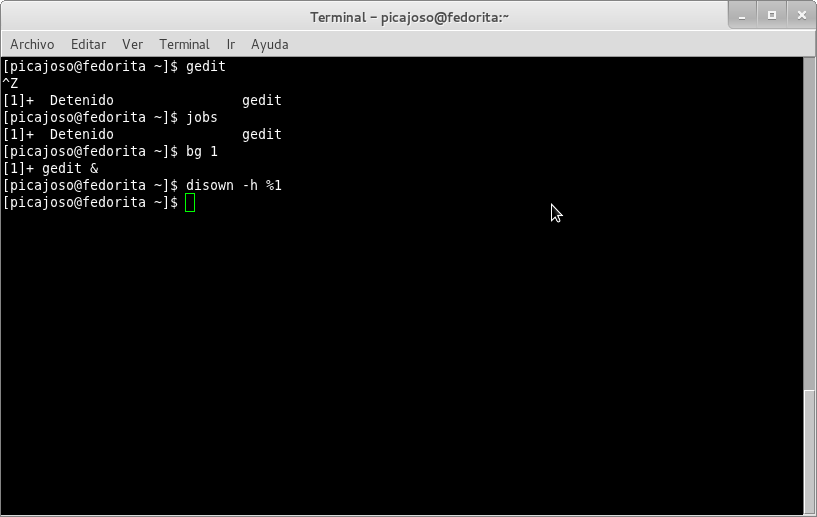 Terminal – picajoso@fedorita:~
Archivo Editar Ver Terminal Ir Ayuda
[picajoso@fedorita ~]$ gedit
^Z
[1]+  Detenido                gedit
[picajoso@fedorita ~]$ jobs
[1]+  Detenido                gedit
[picajoso@fedorita ~]$ bg 1
[1]+ gedit &
[picajoso@fedorita ~]$ disown -h %1
[picajoso@fedorita ~]$